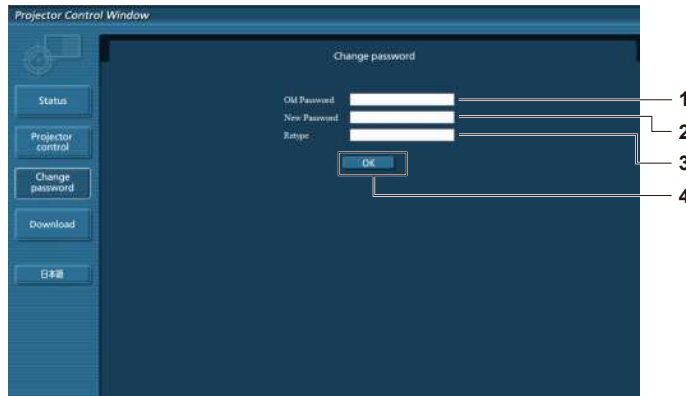 Projector Control Window
Change password
Status
Projector
control
Change
password
Download
日本語
Old Password
New Password
Retype
OK
1
2
3
4